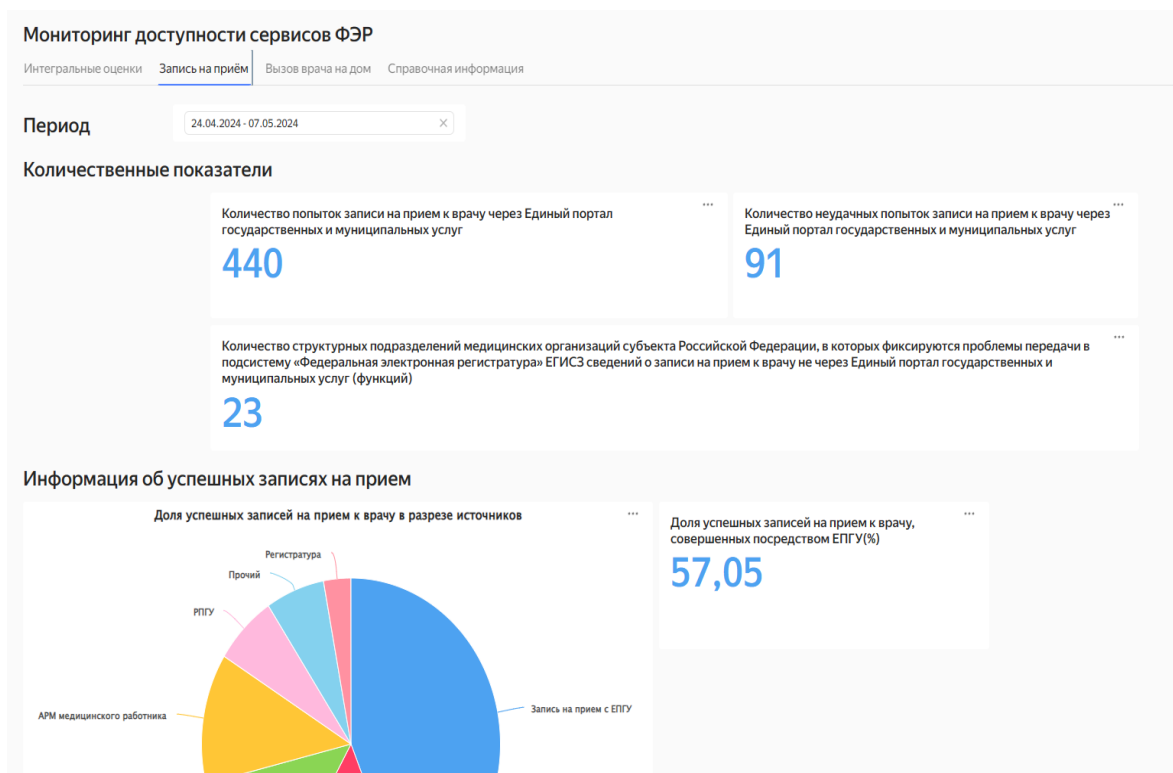 Мониторинг доступности сервисов ФЭР
Интегральные оценки Запись на приём Вызов врача на дом Справочная информация
Период
24.04.2024 - 07.05.2024
Количественные показатели
Количество попыток записи на прием к врачу через Единый портал
государственных и муниципальных услуг
440
Количество неудачных попыток записи на прием к врачу через
Единый портал государственных и муниципальных услуг
91
Количество структурных подразделений медицинских организаций субъекта Российской Федерации, в которых фиксируются проблемы передачи в
подсистему «Федеральная электронная регистратура» ЕГИСЗ сведений о записи на прием к врачу не через Единый портал государственных и
муниципальных услуг (функций)
23
Информация об успешных записях на прием
Доля успешных записей на прием к врачу в разрезе источников
Регистратура
Прочий
РПГУ
АРМ медицинского работника
Запись на прием с ЕПГУ
Доля успешных записей на прием к врачу,
совершенных посредством ЕПГУ(%)
57,05